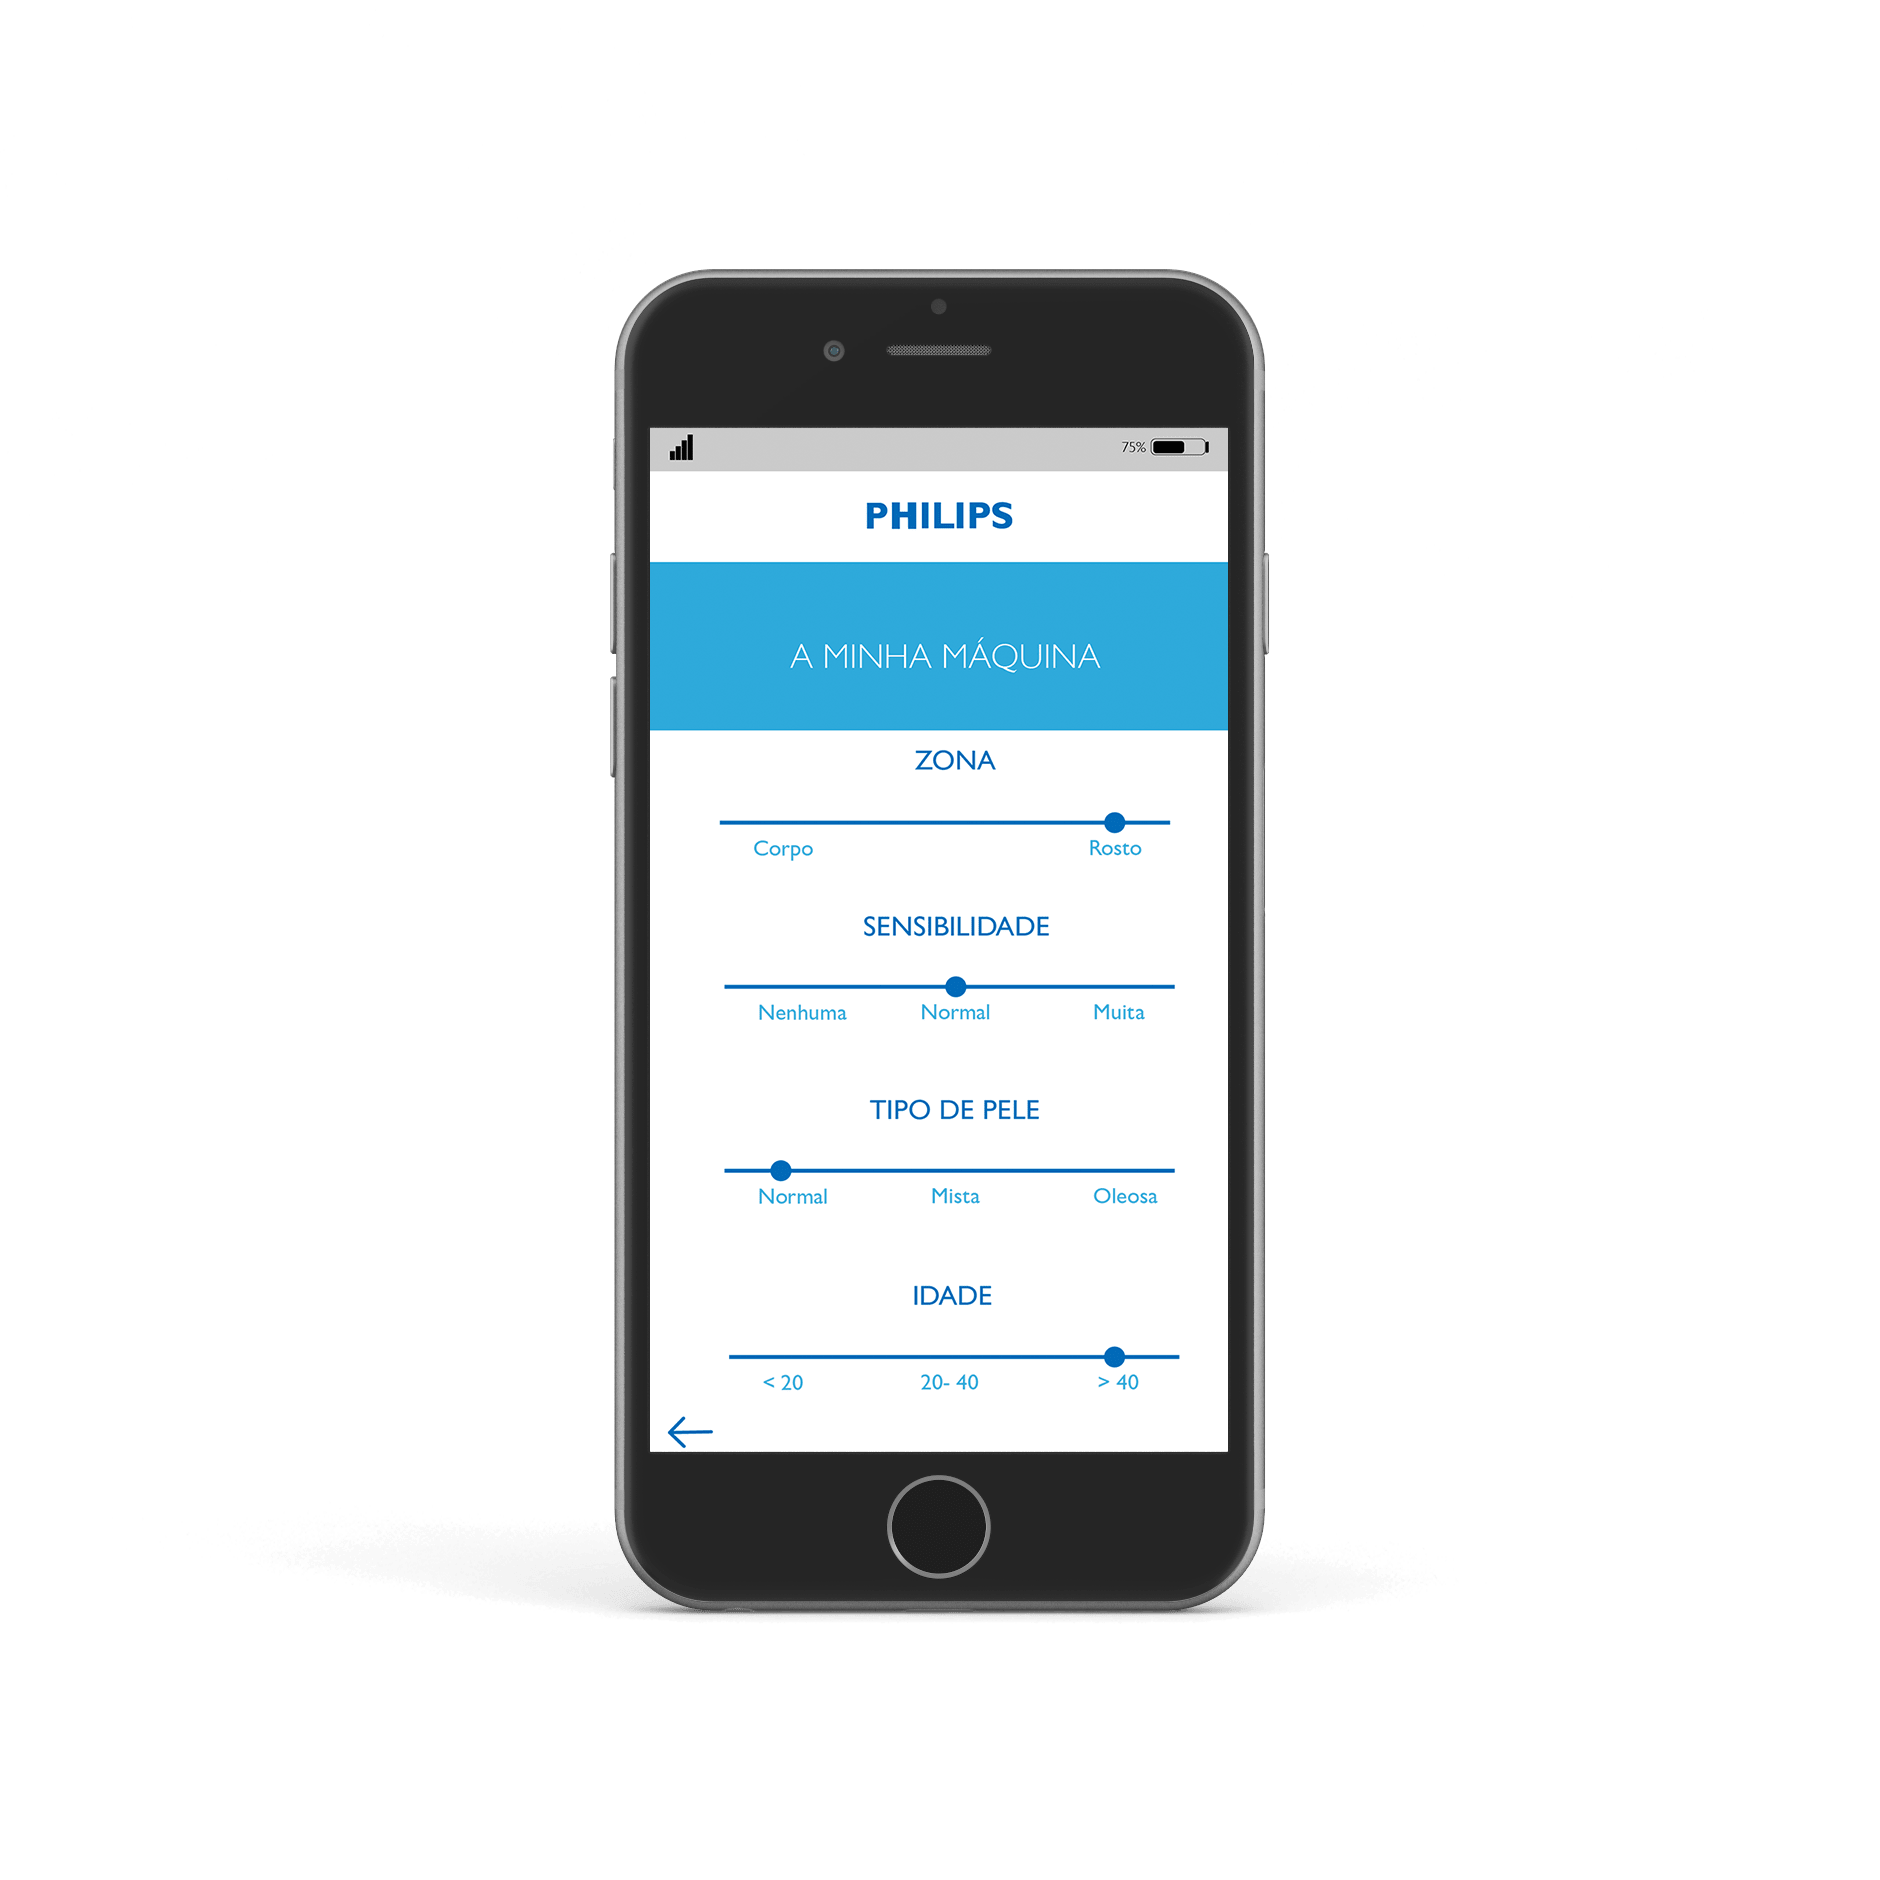 75%
PHILIPS
A MINHA MÁQUINA
ZONA
Corpo Rosto
SENSIBILIDADE
Nenhuma Normal Muita
TIPO DE PELE
Normal Mista Oleosa
IDADE
< 20 20- 40 > 40